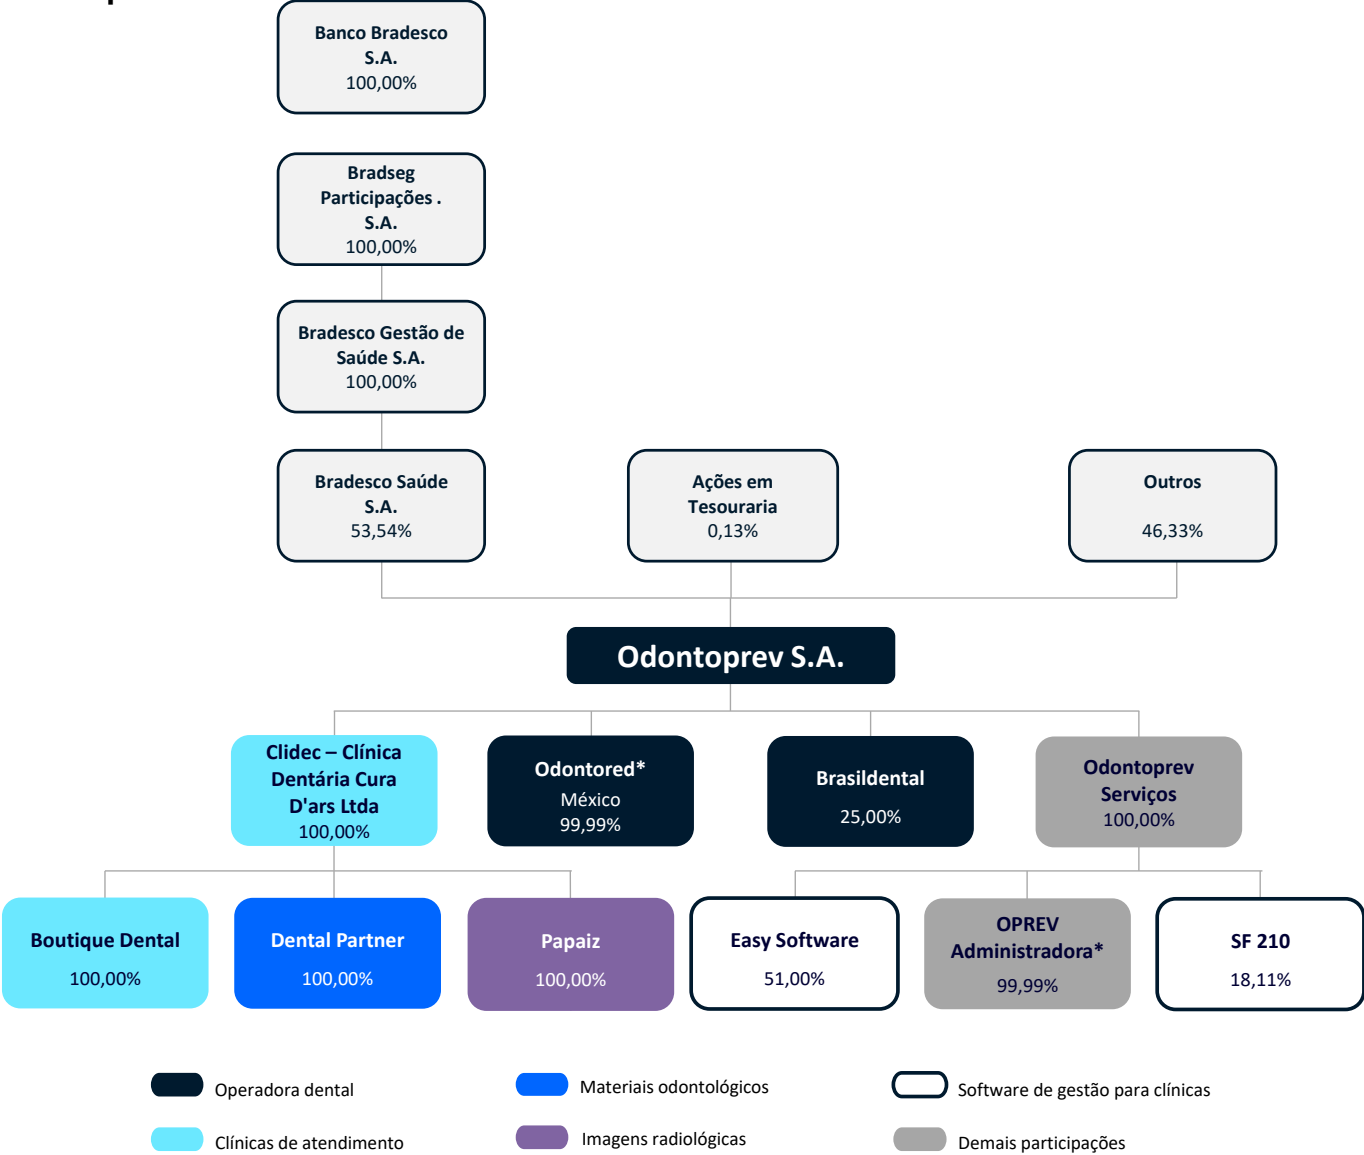 Banco Bradesco
S.A.
100,00%
Bradseg
Participações .
S.A.
100,00%
Bradesco Gestão de
Saúde S.A.
100,00%
Bradesco Saúde
S.A.
53,54%
Ações em
Tesouraria
0,13%
Outros
46,33%
Odontoprev S.A.
Clidec – Clínica
Dentária Cura
D'ars Ltda
100,00%
Odontored*
México
99,99%
Brasildental
25,00%
Odontoprev
Serviços
100,00%
Boutique Dental
100,00%
Dental Partner
100,00%
Papaiz
100,00%
Easy Software
51,00%
OPREV
Administradora*
99,99%
SF 210
18,11%
Operadora dental
Materiais odontológicos
Software de gestão para clínicas
Clínicas de atendimento
Imagens radiológicas
Demais participações